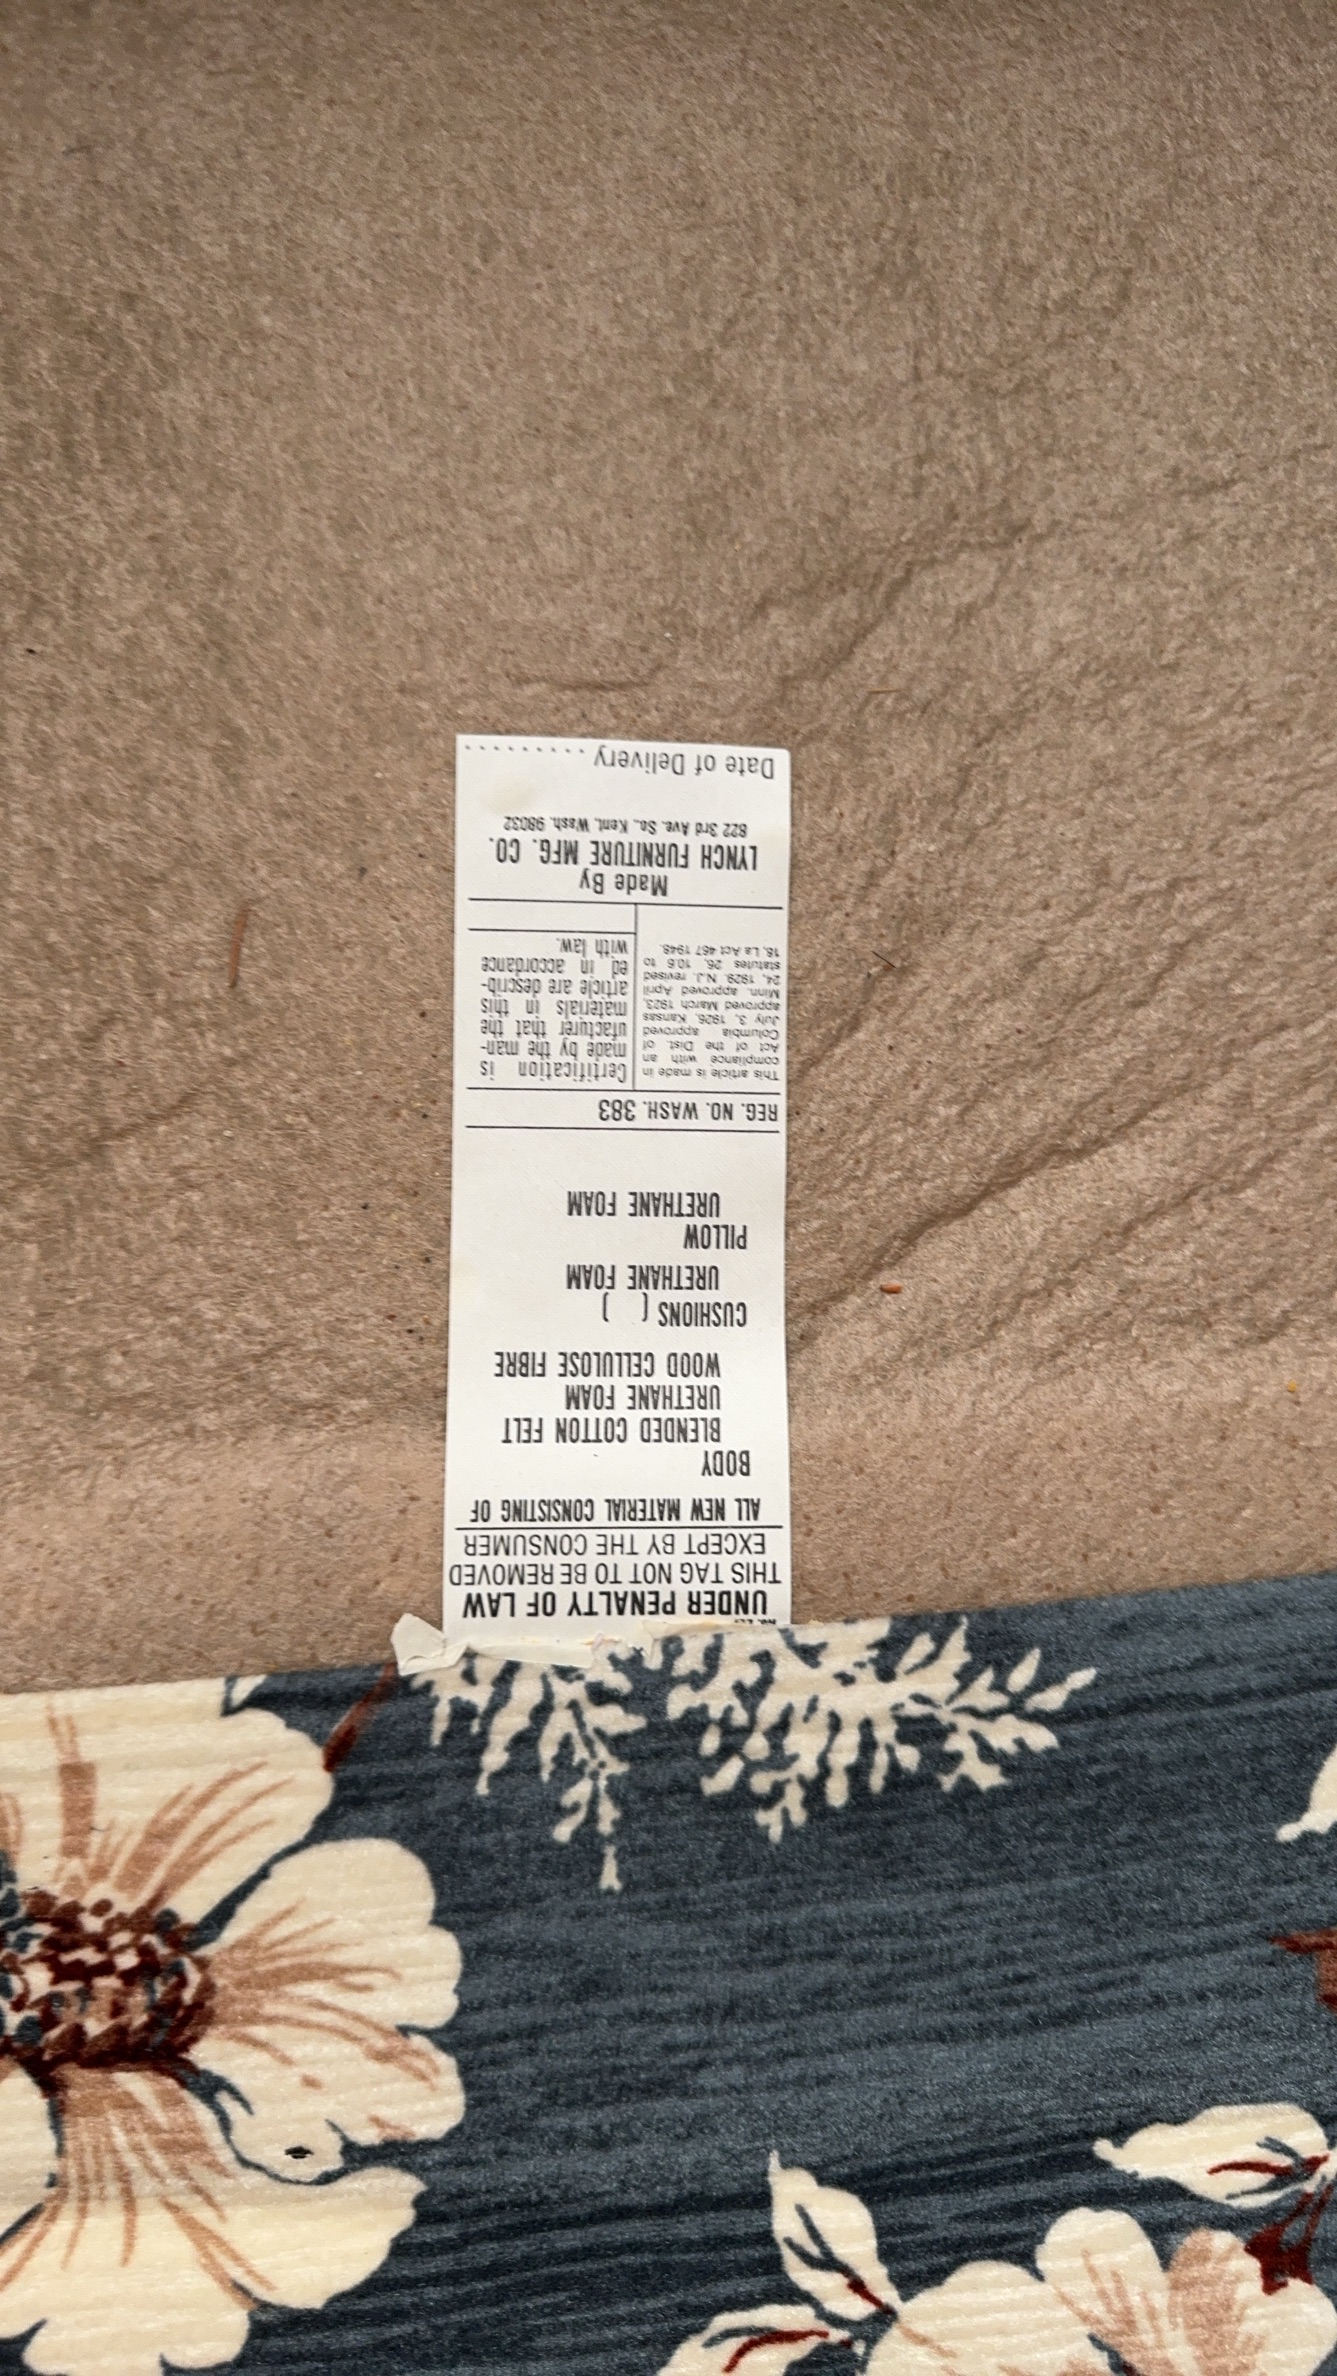 UNDER PENALTY OF LAW
THIS TAG NOT TO BE REMOVED
EXCEPT BY THE CONSUMER
ALL NEW MATERIAL CONSISTING OF
BODY
BLENDED COTTON FELT
URETHANE FOAM
WOOD CELLULOSE FIBRE
CUSHIONS ( )
URETHANE FOAM
PILLOW
URETHANE FOAM
REG. NO. WASH. 383
This article is made in
compliance with an
Act of the Dist. of
Columbia approved
July 3, 1926, Kansas
approved March 1923,
Minn. approved April
24, 1929, N.J. revised
statutes 26, 10.6 to
18, La Act 467 1948.
Certification is
made by the man-
ufacturer that the
materials in this
article are describ-
ed in accordance
with law.
Made By
LYNCH FURNITURE MFG. CO.
822 3rd Ave. So., Kent, Wash. 98032
Date of Delivery .........